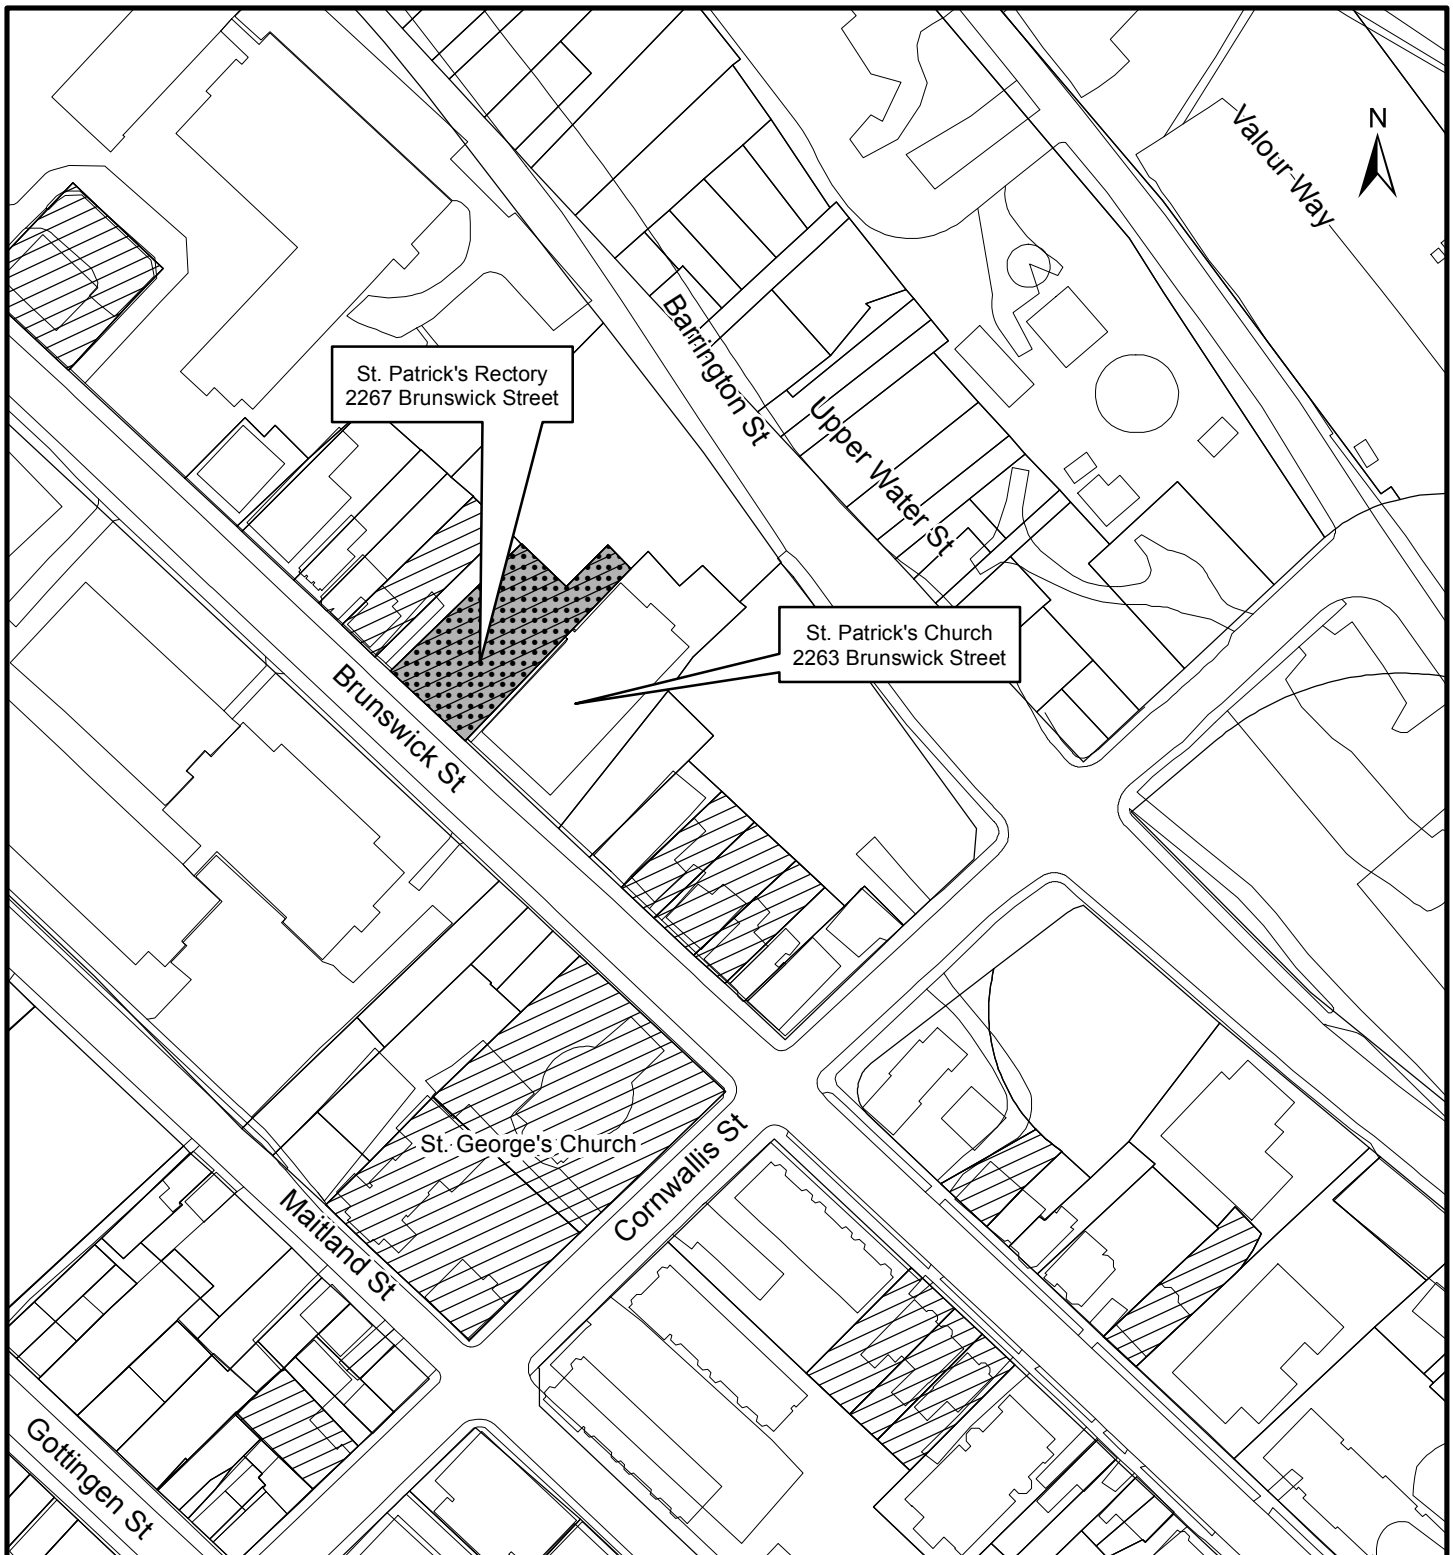 N
Valour Way
Barrington St
St. Patrick's Rectory
2267 Brunswick Street
Upper Water St
St. Patrick's Church
2263 Brunswick Street
Brunswick St
St. George's Church
Cornwallis St
Maitland St
Gottingen St